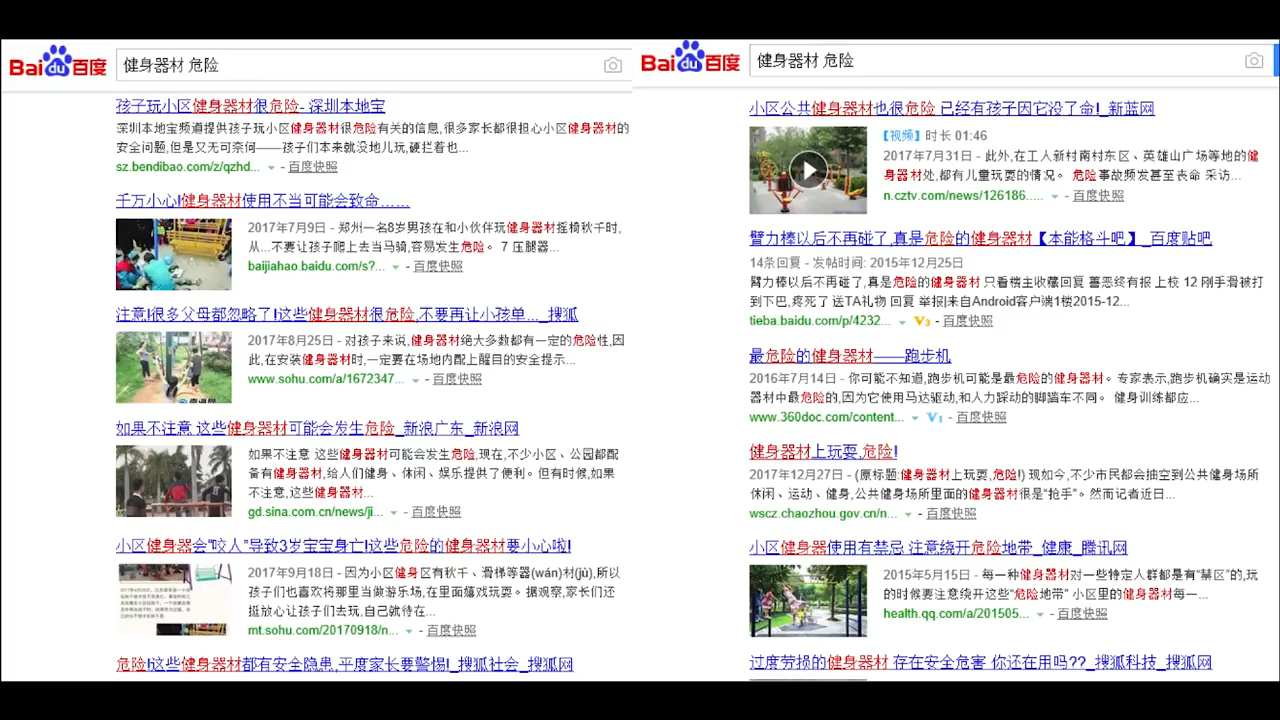 Bai du 百度
健身器材 危险
孩子玩小区健身器材很危险- 深圳本地宝
深圳本地宝频道提供孩子玩小区健身器材很危险有关的信息,很多家长都很担心小区健身器材的
安全问题,但是又无可奈何——孩子们本来就没地儿玩,硬拦着也...
sz.bendibao.com/z/qzhd... - 百度快照
千万小心!健身器材使用不当可能会致命……
2017年7月9日 - 郑州一名8岁男孩在和小伙伴玩健身器材摇椅秋千时,
从...不要让孩子爬上去当马骑,容易发生危险。 7 压腿器...
baijiahao.baidu.com/s?... - 百度快照
注意!很多父母都忽略了!这些健身器材很危险,不要再让小孩单..._搜狐
2017年8月25日 - 对孩子来说,健身器材绝大多数都有一定的危险性,因
此,在安装健身器材时,一定要在场地内配上醒目的安全提示...
www.sohu.com/a/1672347... - 百度快照
如果不注意 这些健身器材可能会发生危险_新浪广东_新浪网
如果不注意 这些健身器材可能会发生危险,现在,不少小区、公园都配
备有健身器材,给人们健身、休闲、娱乐提供了便利。但有时候,如果
不注意,这些健身器材...
gd.sina.com.cn/news/ji... - 百度快照
小区健身器会“咬人”导致3岁宝宝身亡!这些危险的健身器材要小心啦!
2017年9月18日 - 因为小区健身区有秋千、滑梯等器(wán)材(jù),所以
孩子们也喜欢将那里当做游乐场,在里面嬉戏玩耍。 据观察,家长们还
挺放心让孩子们去玩,自己就待在...
mt.sohu.com/20170918/n... - 百度快照
危险!这些健身器材都有安全隐患,平度家长要警惕!_搜狐社会_搜狐网
Bai du 百度
健身器材 危险
小区公共健身器材也很危险 已经有孩子因它没了命!_新蓝网
【视频】 时长 01:46
2017年7月31日 - 此外,在工人新村南村东区、英雄山广场等地的健
身器材处,都有儿童玩耍的情况。 危险事故频发甚至丧命 采访...
n.cztv.com/news/126186..... - 百度快照
臂力棒以后不再碰了,真是危险的健身器材【本能格斗吧】_百度贴吧
14条回复 - 发帖时间: 2015年12月25日
臂力棒以后不再碰了,真是危险的健身器材 只看楼主收藏回复 善恶终有报 上校 12 刚手滑被打
到下巴,疼死了 送TA礼物 回复 举报|来自Android客户端1楼2015-12...
tieba.baidu.com/p/4232... V3 - 百度快照
最危险的健身器材——跑步机
2016年7月14日 - 你可能不知道,跑步机可能是最危险的健身器材。专家表示,跑步机确实是运动
器材中最危险的,因为它使用马达驱动,和人力踩动的脚踏车不同。 健身训练都应...
www.360doc.com/content... V1 - 百度快照
健身器材上玩耍,危险!
2017年12月27日 - (原标题:健身器材上玩耍,危险!) 现如今,不少市民都会抽空到公共健身场所
休闲、运动、健身,公共健身场所里面的健身器材很是“抢手”。然而记者近日...
wscz.chaozhou.gov.cn/n... - 百度快照
小区健身器使用有禁忌 注意绕开危险地带_健康_腾讯网
2015年5月15日 - 每一种健身器材对一些特定人群都是有“禁区”的,玩
的时候要注意绕开这些“危险地带” 小区里的健身器材每一...
health.qq.com/a/201505... - 百度快照
过度劳损的健身器材 存在安全危害 你还在用吗??_搜狐科技_搜狐网